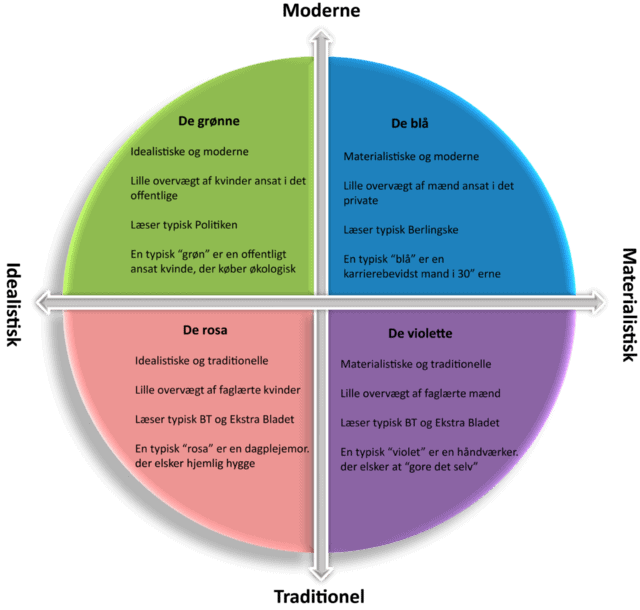 Moderne
De grønne
Idealistiske og moderne
Lille overvægt af kvinder ansat i det
offentlige
Læser typisk Politiken
En typisk “grøn” er en offentligt
ansat kvinde, der køber økologisk
De blå
Materialistiske og moderne
Lille overvægt af mænd ansat i det
private
Læser typisk Berlingske
En typisk “blå” er en
karrierebevidst mand i 30” erne
Idealistisk
Materialistisk
De rosa
Idealistiske og traditionelle
Lille overvægt af faglærte kvinder
Læser typisk BT og Ekstra Bladet
En typisk “rosa” er en dagplejemor.
der elsker hjemlig hygge
De violette
Materialistiske og traditionelle
Lille overvægt af faglærte mænd
Læser typisk BT og Ekstra Bladet
En typisk “violet” er en håndværker.
der elsker at “gore det selv”
Traditionel